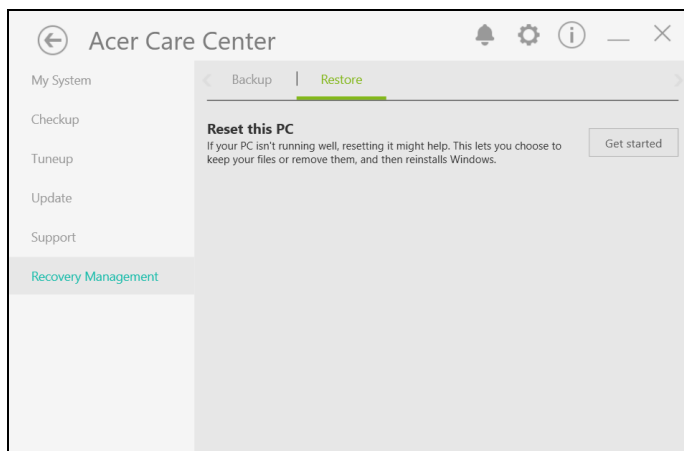 Acer Care Center
My System
Backup | Restore
Checkup
Reset this PC
If your PC isn't running well, resetting it might help. This lets you choose to
keep your files or remove them, and then reinstalls Windows.
Get started
Tuneup
Update
Support
Recovery Management